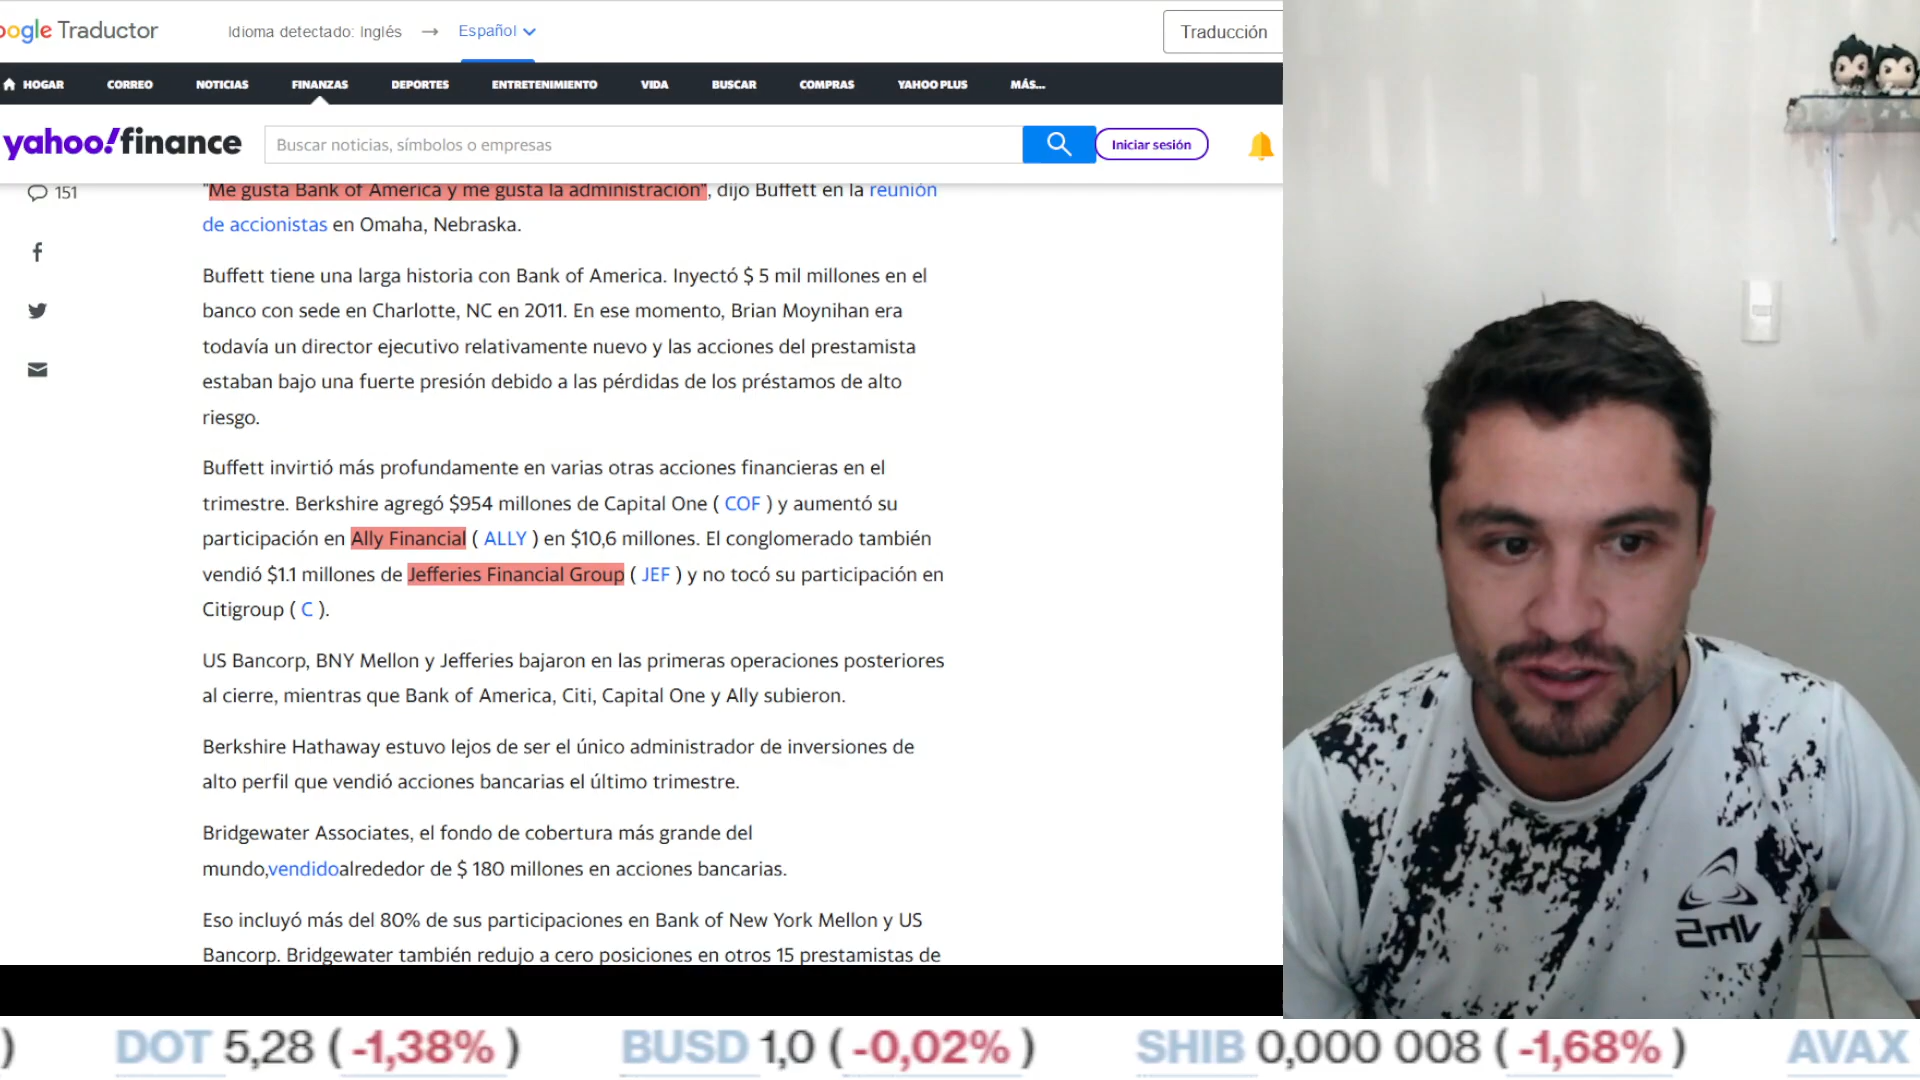 oogle Traductor
Idioma detectado: Inglés → Español
Traducción
HOGAR CORREO NOTICIAS FINANZAS DEPORTES ENTRETENIMIENTO VIDA BUSCAR COMPRAS YAHOO PLUS MÁS...
yahoo!finance
Buscar noticias, símbolos o empresas
Iniciar sesión
151
"Me gusta Bank of America y me gusta la administración", dijo Buffett en la reunión
de accionistas en Omaha, Nebraska.
Buffett tiene una larga historia con Bank of America. Inyectó $ 5 mil millones en el
banco con sede en Charlotte, NC en 2011. En ese momento, Brian Moynihan era
todavía un director ejecutivo relativamente nuevo y las acciones del prestamista
estaban bajo una fuerte presión debido a las pérdidas de los préstamos de alto
riesgo.
Buffett invirtió más profundamente en varias otras acciones financieras en el
trimestre. Berkshire agregó $954 millones de Capital One ( COF ) y aumentó su
participación en Ally Financial ( ALLY ) en $10,6 millones. El conglomerado también
vendió $1.1 millones de Jefferies Financial Group ( JEF ) y no tocó su participación en
Citigroup ( C ).
US Bancorp, BNY Mellon y Jefferies bajaron en las primeras operaciones posteriores
al cierre, mientras que Bank of America, Citi, Capital One y Ally subieron.
Berkshire Hathaway estuvo lejos de ser el único administrador de inversiones de
alto perfil que vendió acciones bancarias el último trimestre.
Bridgewater Associates, el fondo de cobertura más grande del
mundo,vendidoalrededor de $ 180 millones en acciones bancarias.
Eso incluyó más del 80% de sus participaciones en Bank of New York Mellon y US
Bancorp. Bridgewater también redujo a cero posiciones en otros 15 prestamistas de
) DOT 5,28 ( -1,38% ) BUSD 1,0 ( -0,02% ) SHIB 0,000 008 ( -1,68% ) AVAX